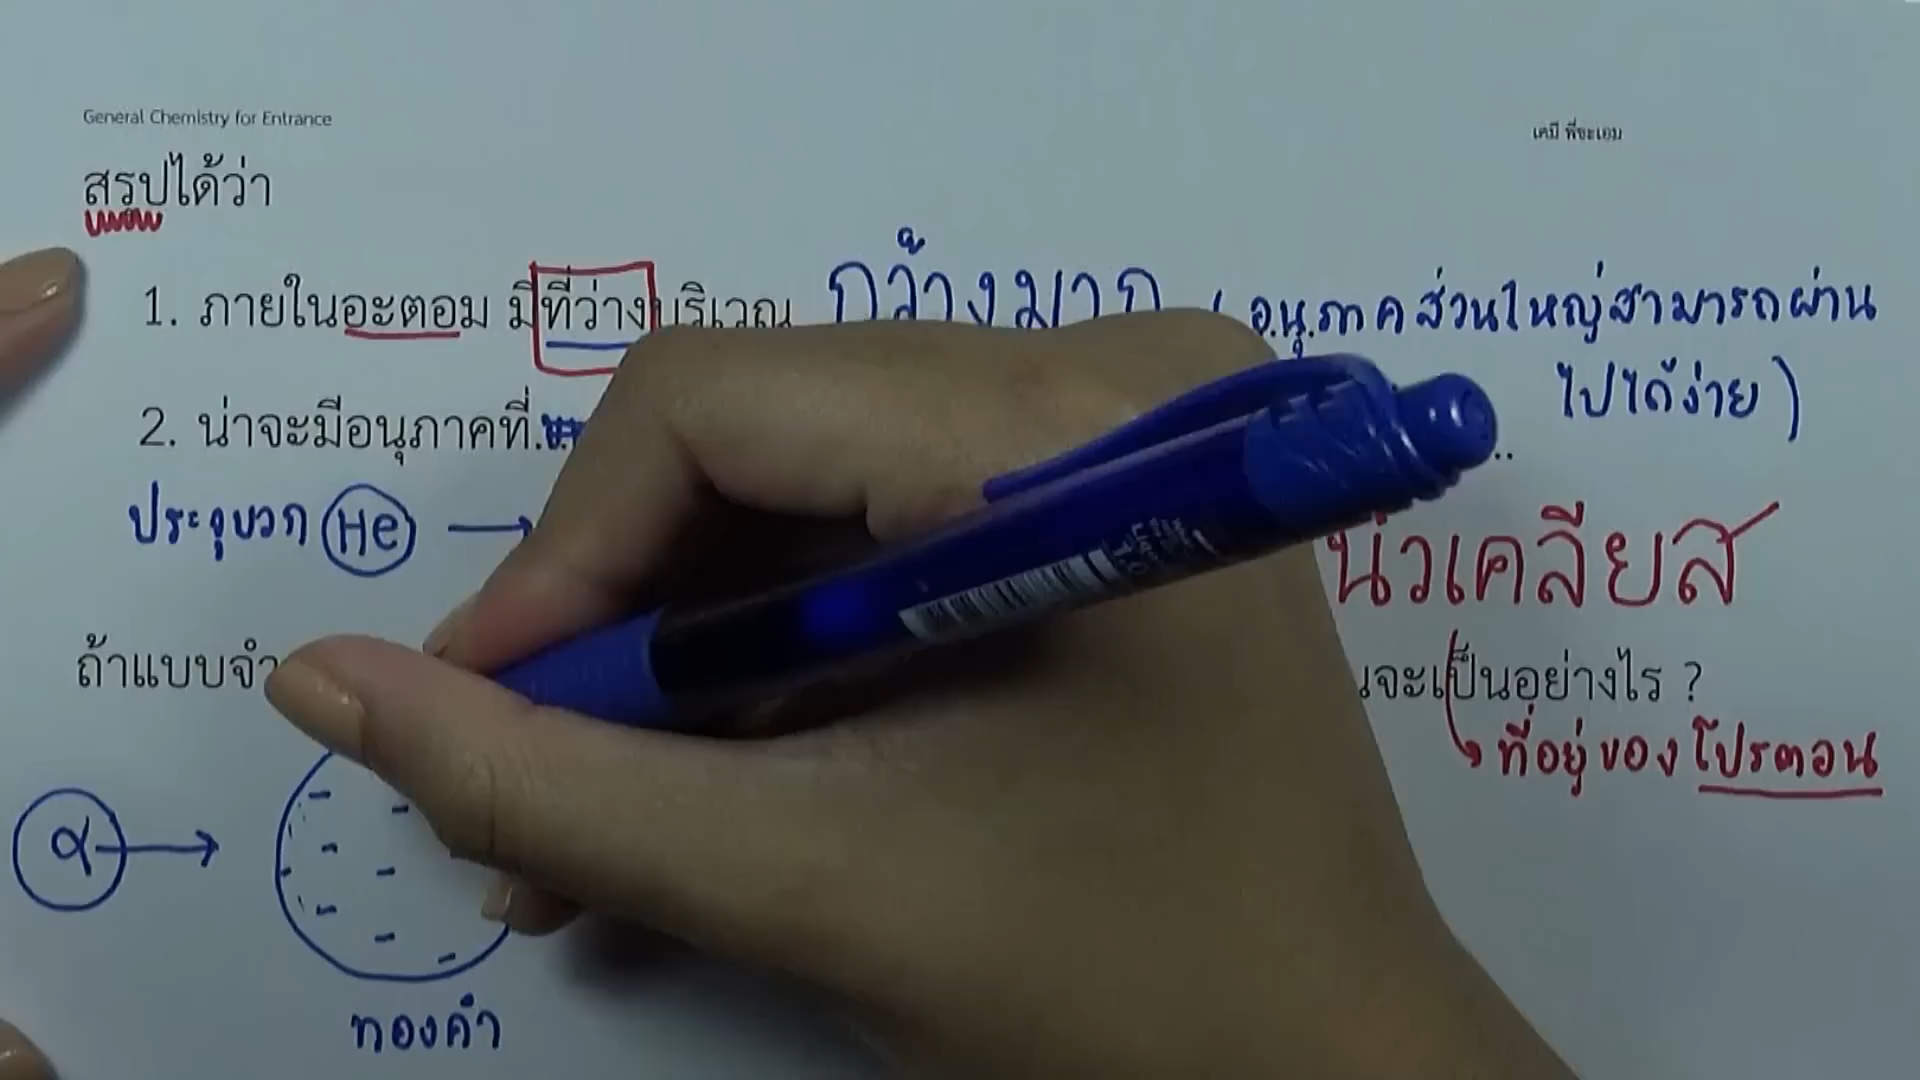 General Chemistry for Entrance
เคมี พี่ชะเอม
สรุปได้ว่า
1. ภายในอะตอม มีที่ว่างบริเวณ กว้างมาก (อนุภาคส่วนใหญ่สามารถผ่าน
ไปได้ง่าย)
2. น่าจะมีอนุภาคที่
ประจุบวก He → นิวเคลียส
ถ้าแบบจำ จะเป็นอย่างไร ?
ที่อยู่ของโปรตอน
α →
ทองคำ